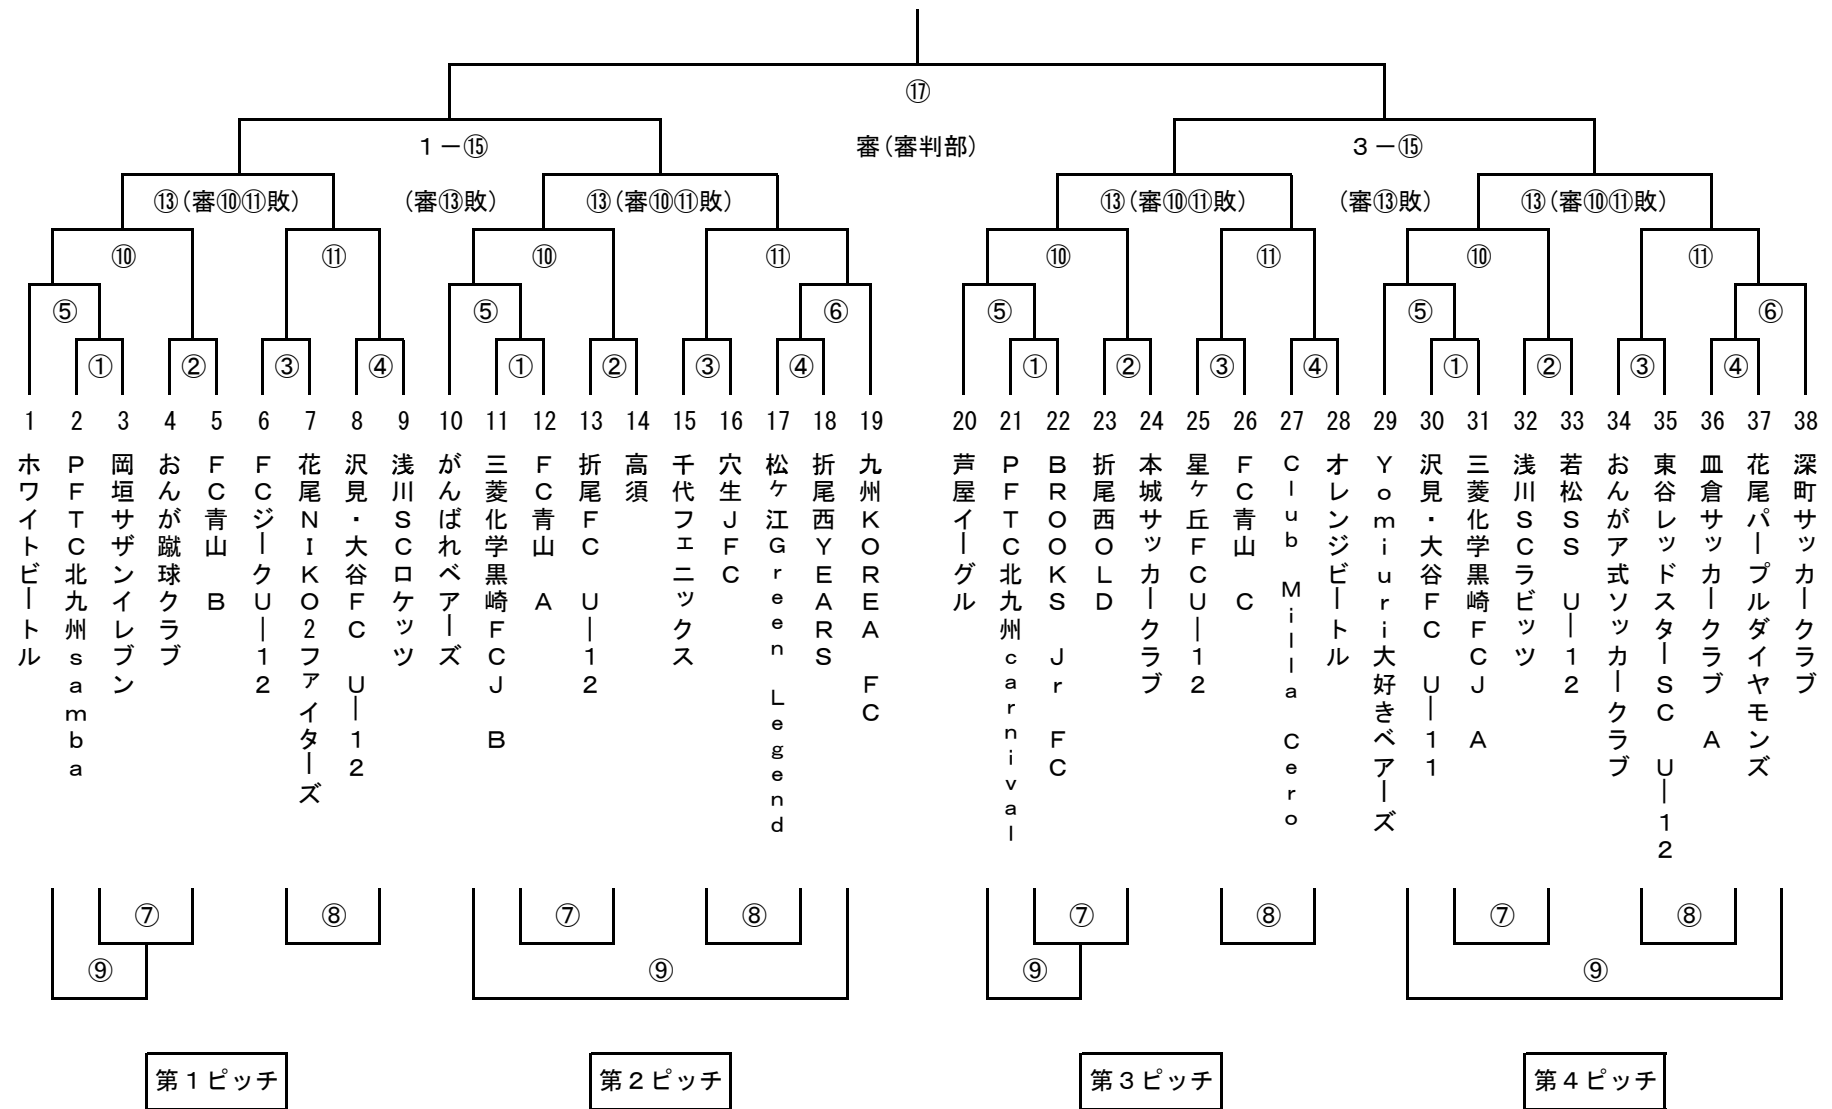 ⑰
1－⑮ 審（審判部） 3－⑮
⑬（審⑩⑪敗） （審⑬敗） ⑬（審⑩⑪敗） ⑬（審⑩⑪敗） （審⑬敗） ⑬（審⑩⑪敗）
⑩ ⑪ ⑩ ⑪ ⑩ ⑪ ⑩ ⑪
⑤ ⑤ ⑥ ⑤ ⑤ ⑥
① ② ③ ④ ① ② ③ ④ ① ② ③ ④ ① ② ③ ④
1 ホワイトビートル
2 ＰＦＴＣ北九州ｓａｍｂａ
3 岡垣サザンイレブン
4 おんが蹴球クラブ
5 ＦＣ青山　Ｂ
6 ＦＣジークＵ－１２
7 花尾ＮＩＫＯ２ファイターズ
8 沢見・大谷ＦＣ　Ｕ－１２
9 浅川ＳＣロケッツ
10 がんばれベアーズ
11 三菱化学黒崎ＦＣＪ　Ｂ
12 ＦＣ青山　Ａ
13 折尾ＦＣ　Ｕ－１２
14 高須
15 千代フェニックス
16 穴生ＪＦＣ
17 松ケ江Ｇｒｅｅｎ　Ｌｅｇｅｎｄ
18 折尾西ＹＥＡＲＳ
19 九州ＫＯＲＥＡ　ＦＣ
20 芦屋イーグル
21 ＰＦＴＣ北九州ｃａｒｎｉｖａｌ
22 ＢＲＯＯＫＳ　Ｊｒ　ＦＣ
23 折尾西ＯＬＤ
24 本城サッカークラブ
25 星ケ丘ＦＣＵ－１２
26 ＦＣ青山　Ｃ
27 Ｃｌｕｂ　Ｍｉｌｌａ　Ｃｅｒｏ
28 オレンジビートル
29 Ｙｏｍｉｕｒｉ大好きベアーズ
30 沢見・大谷ＦＣ　Ｕ－１１
31 三菱化学黒崎ＦＣＪ　Ａ
32 浅川ＳＣラビッツ
33 若松ＳＳ　Ｕ－１２
34 おんがア式ソッカークラブ
35 東谷レッドスターＳＣ　Ｕ－１２
36 皿倉サッカークラブ　Ａ
37 花尾パープルダイヤモンズ
38 深町サッカークラブ
⑦ ⑧ ⑦ ⑧ ⑦ ⑧ ⑦ ⑧
⑨ ⑨ ⑨ ⑨
第１ピッチ 第２ピッチ 第３ピッチ 第４ピッチ